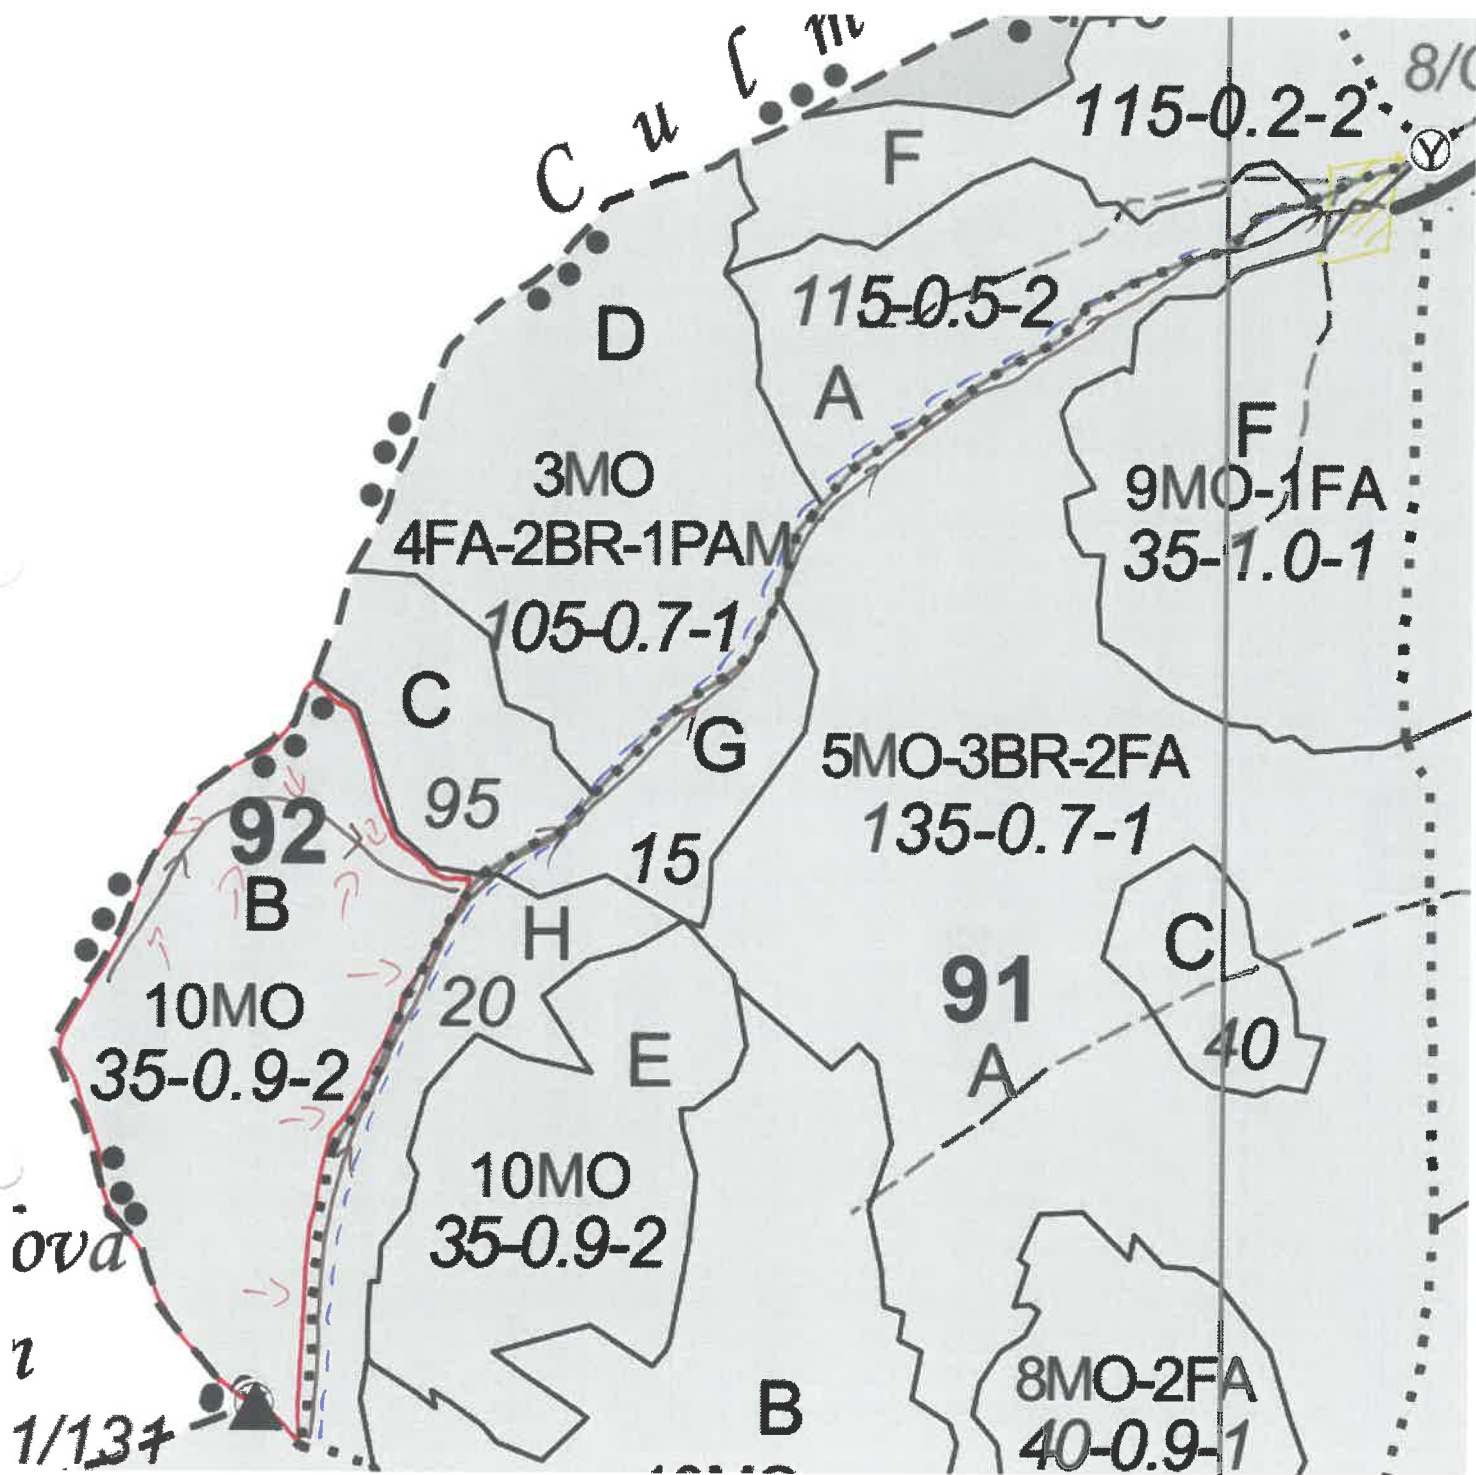 Culm
8/
115-0.2-2
Y
F
115-0.5-2
D
A
3MO
4FA-2BR-1PAM
105-0.7-1
F
9MO-1FA
35-1.0-1
C
G
5MO-3BR-2FA
135-0.7-1
95
15
92
B
H
10MO
35-0.9-2
20
91
C
E
A
40
10MO
35-0.9-2
ova
ı
1/131
B
8MO-2FA
40-0.9-1